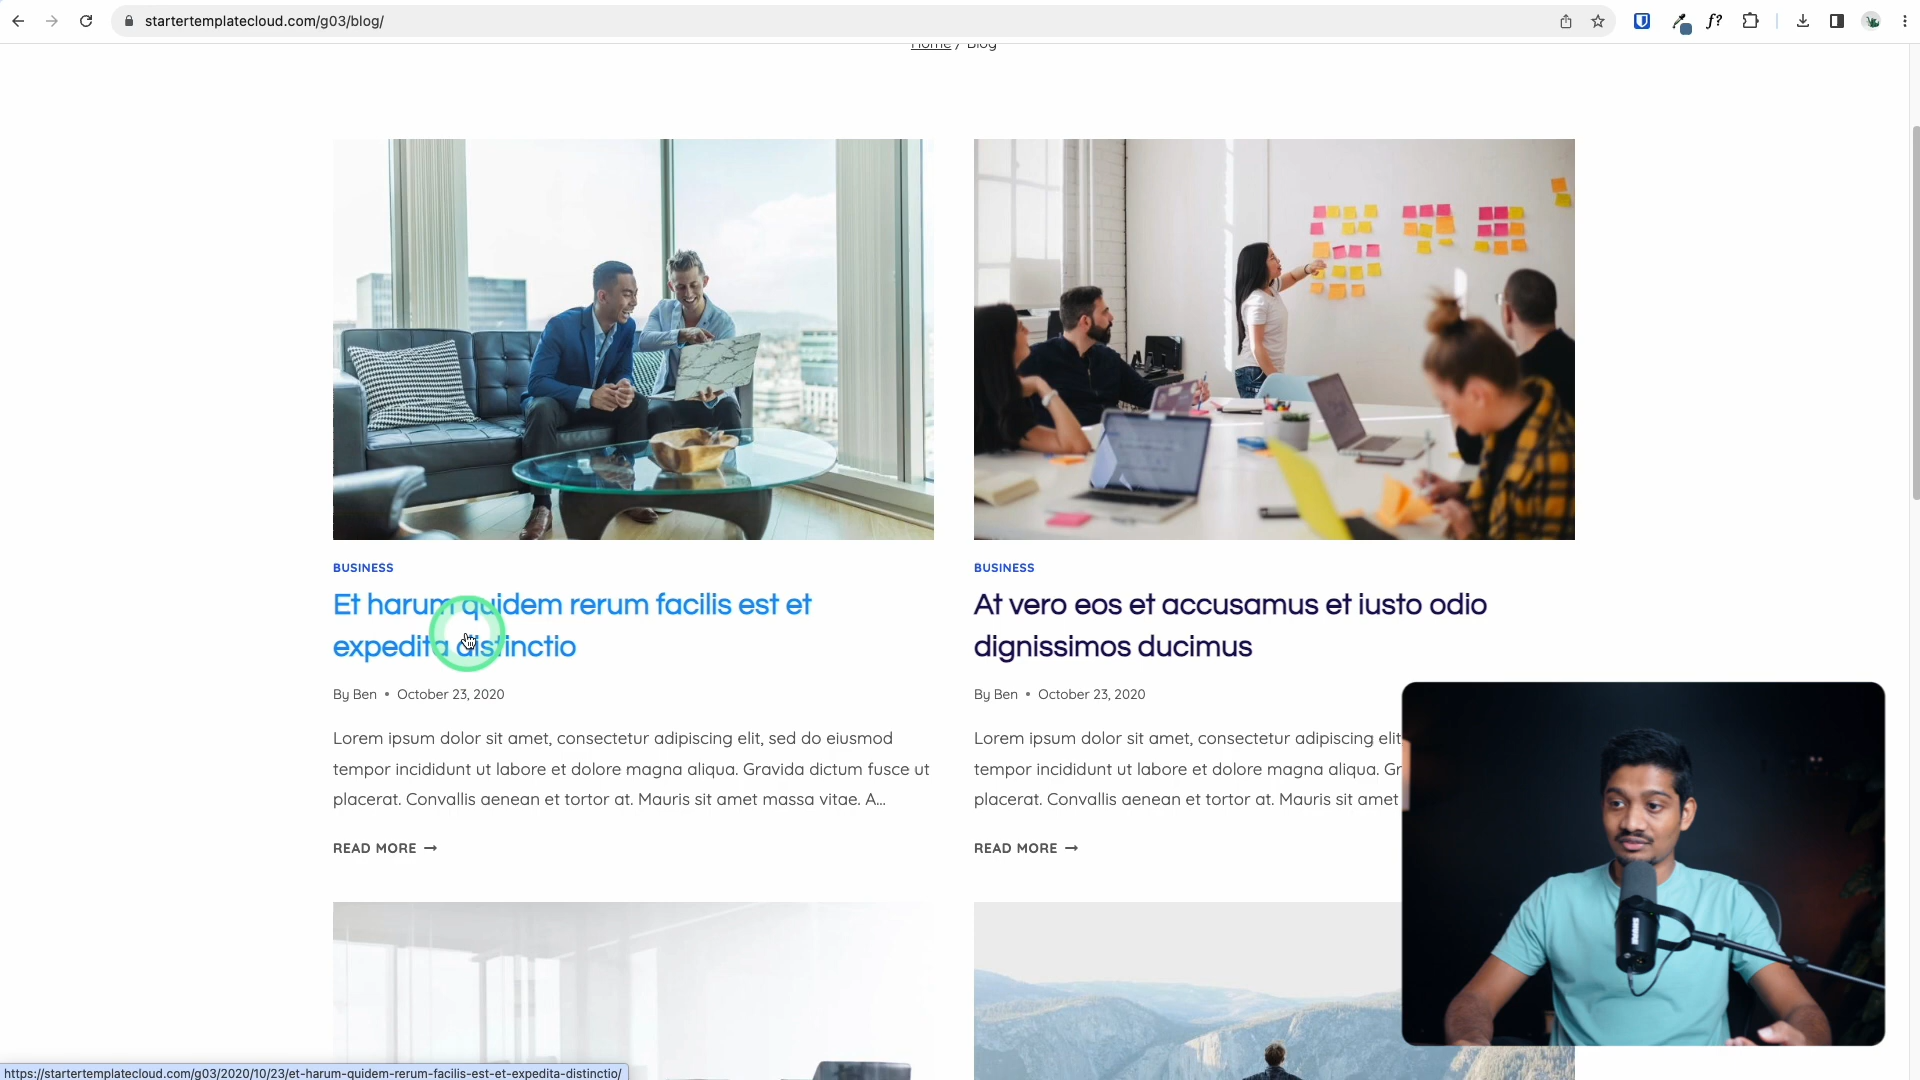 startertemplatecloud.com/g03/blog/
f?
Home / Blog
BUSINESS
Et harum quidem rerum facilis est et
expedita distinctio
By Ben • October 23, 2020
Lorem ipsum dolor sit amet, consectetur adipiscing elit, sed do eiusmod
tempor incididunt ut labore et dolore magna aliqua. Gravida dictum fusce ut
placerat. Convallis aenean et tortor at. Mauris sit amet massa vitae. A...
READ MORE →
BUSINESS
At vero eos et accusamus et iusto odio
dignissimos ducimus
By Ben • October 23, 2020
Lorem ipsum dolor sit amet, consectetur adipiscing elit
tempor incididunt ut labore et dolore magna aliqua. Gr
placerat. Convallis aenean et tortor at. Mauris sit amet
READ MORE →
https://startertemplatecloud.com/g03/2020/10/23/et-harum-quidem-rerum-facilis-est-et-expedita-distinctio/